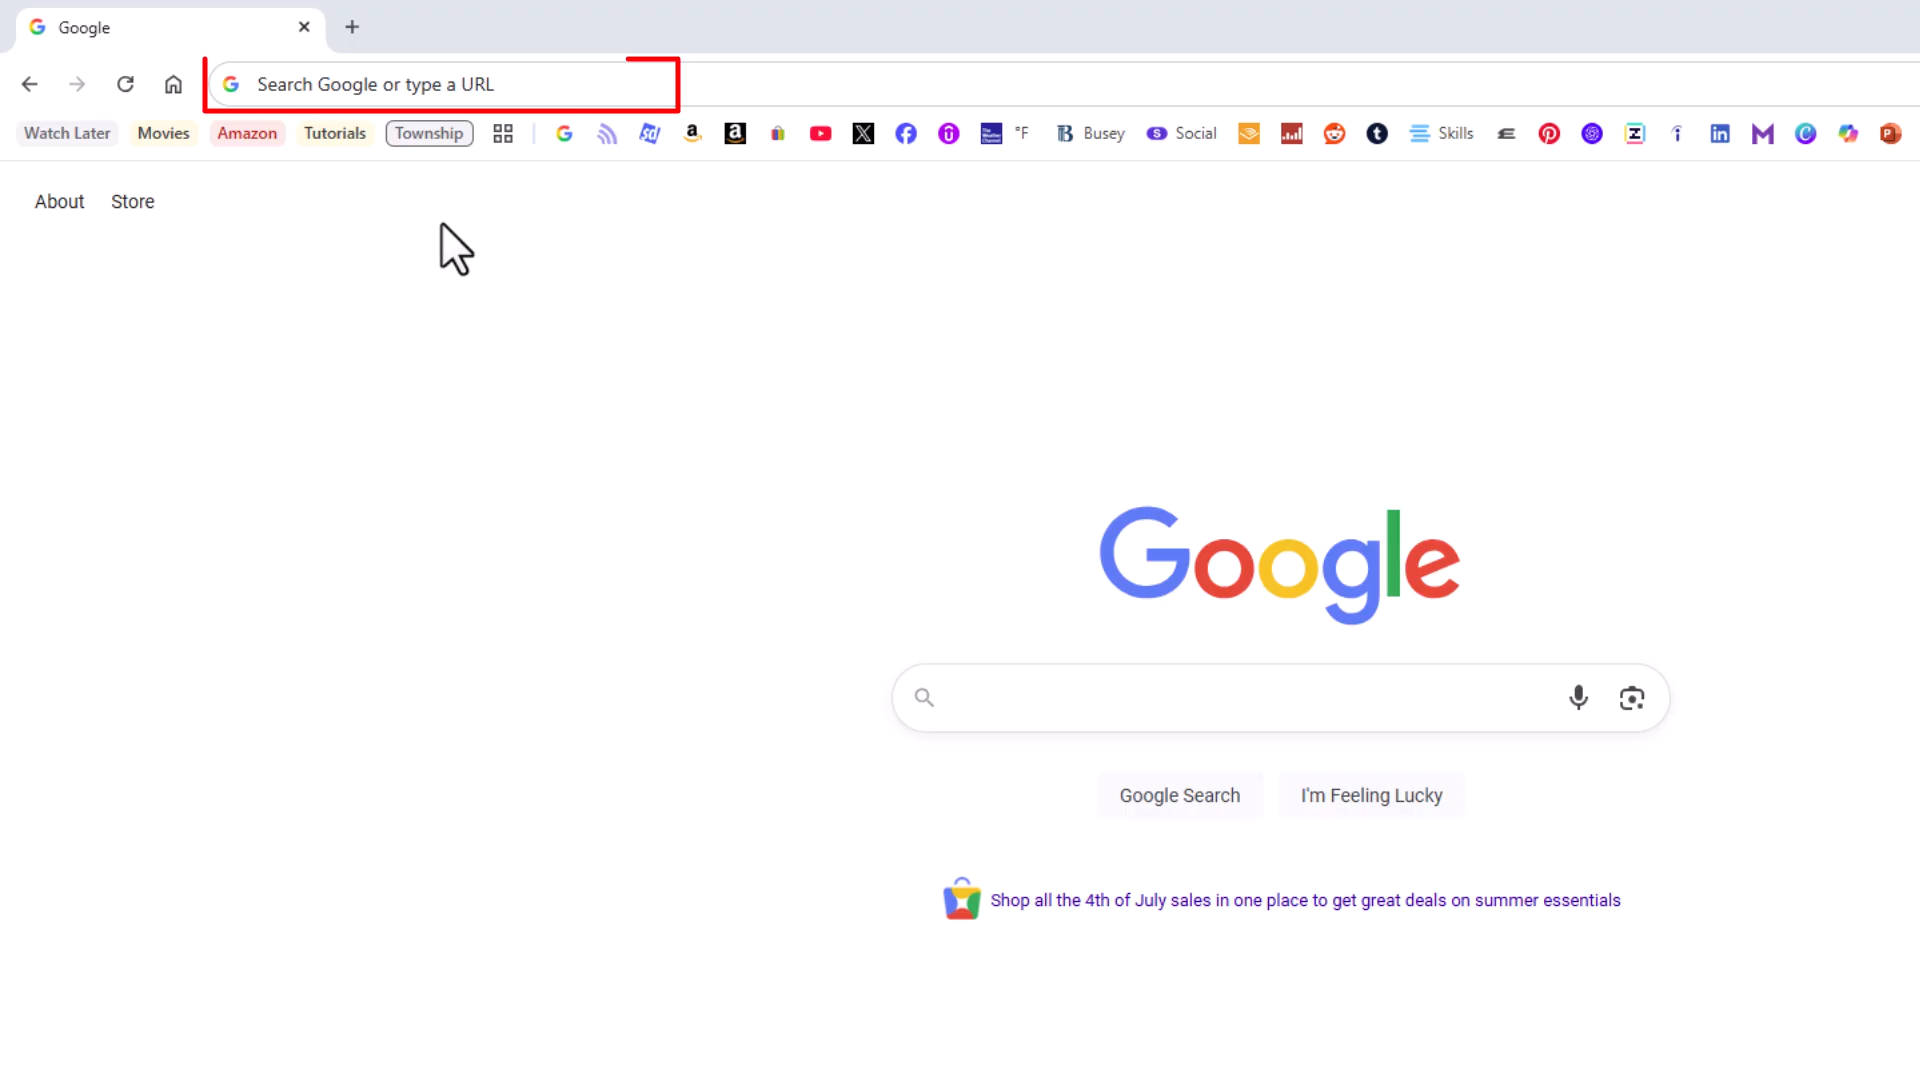 Google
Search Google or type a URL
Watch Later Movies Amazon Tutorials Township °F Busey Social Skills
About Store
Google
Google Search I'm Feeling Lucky
Shop all the 4th of July sales in one place to get great deals on summer essentials